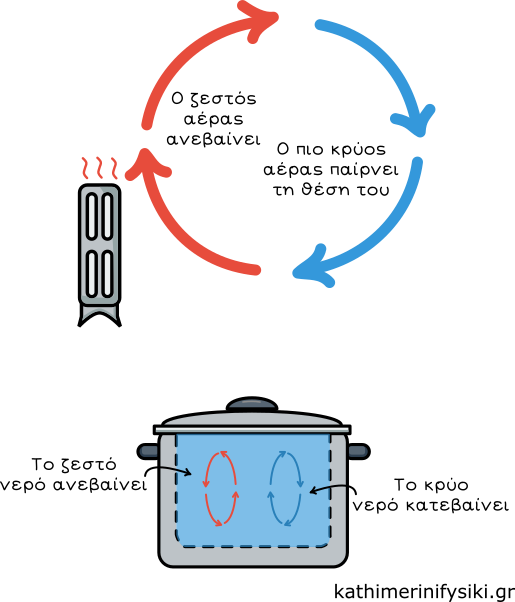 Ο ζεστός
αέρας
ανεβαίνει
Ο πιο κρύος
αέρας παίρνει
τη θέση του
Το ζεστό
νερό ανεβαίνει
Το κρύο
νερό κατεβαίνει
kathimerinifysiki.gr